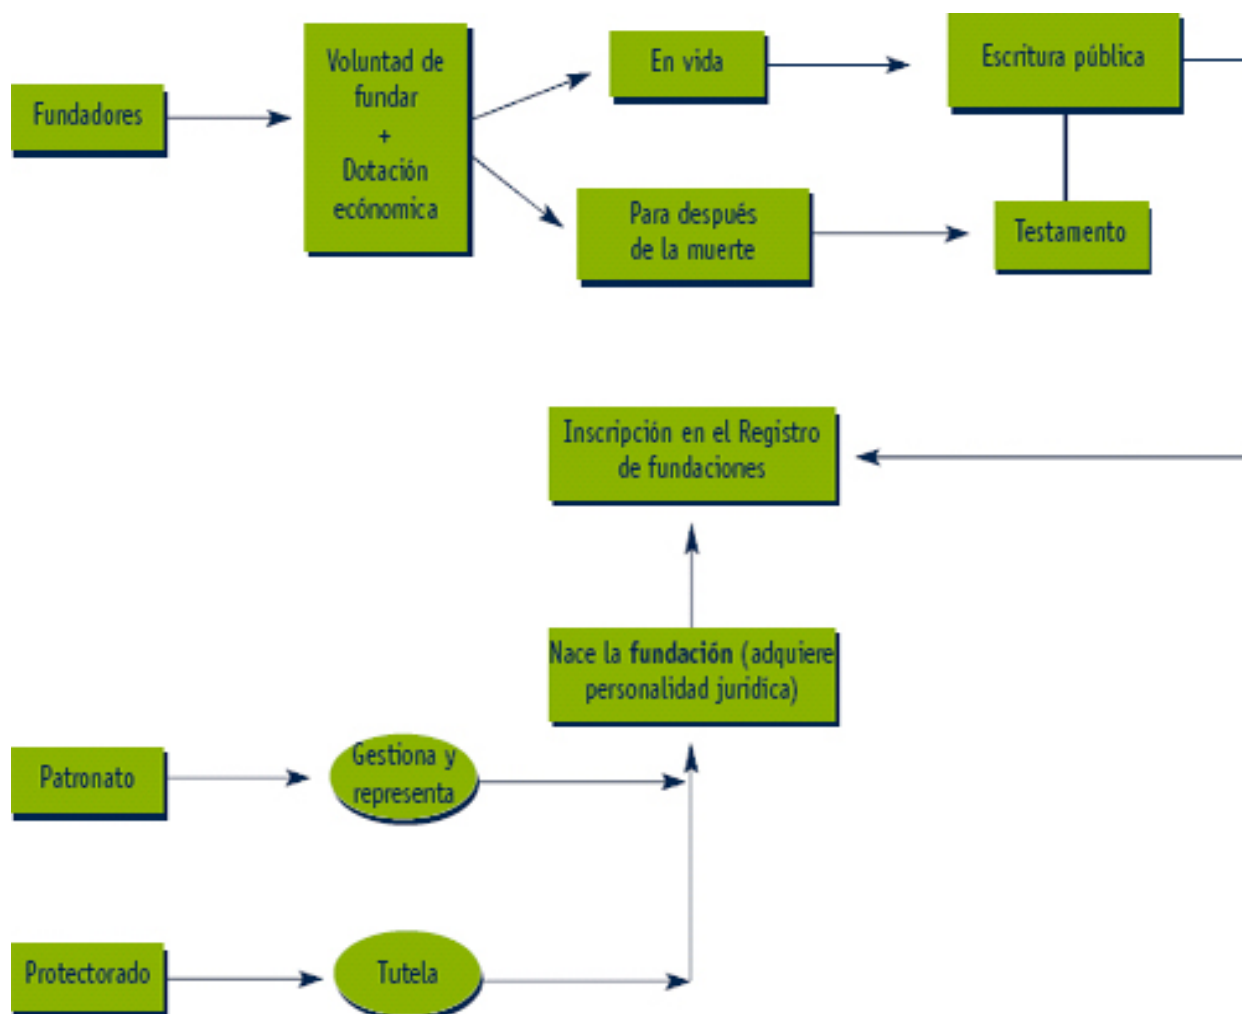 Fundadores
Voluntad de
fundar
+
Dotación
ecónomica
En vida
Escritura pública
Para después
de la muerte
Testamento
Inscripción en el Registro
de fundaciones
Nace la fundación (adquiere
personalidad jurídica)
Patronato
Gestiona y
representa
Protectorado
Tutela